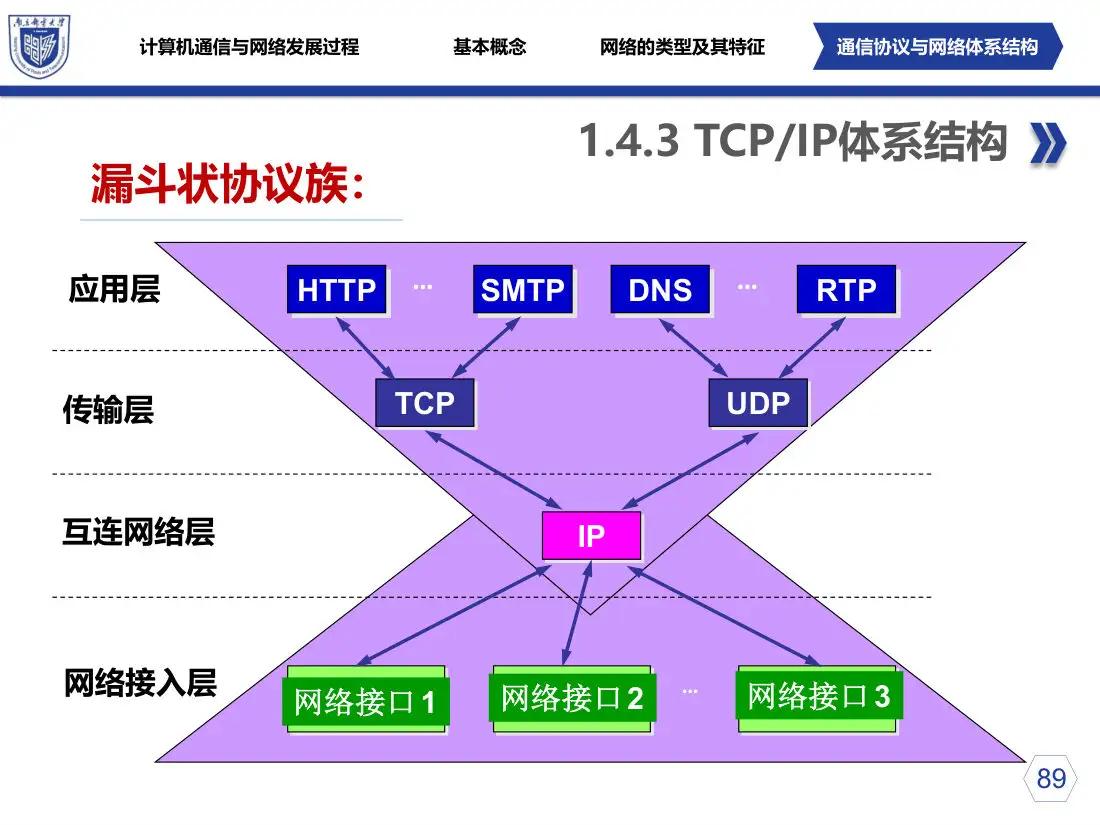 计算机通信与网络发展过程 基本概念 网络的类型及其特征 通信协议与网络体系结构
1.4.3 TCP/IP体系结构
漏斗状协议族：
应用层 HTTP ... SMTP DNS ... RTP
传输层 TCP UDP
互连网络层 IP
网络接入层 网络接口1 网络接口2 ... 网络接口3
89